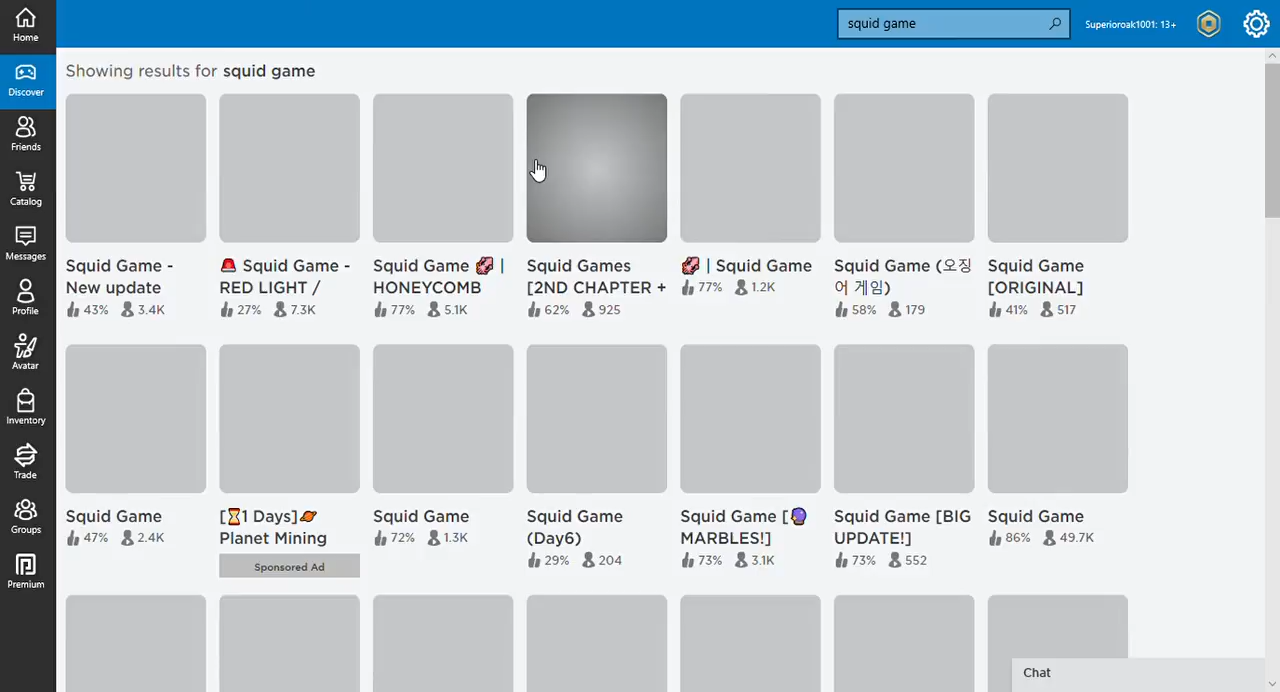 Home
squid game
Superioroak1001: 13+
Discover
Friends
Catalog
Messages
Profile
Avatar
Inventory
Trade
Groups
Premium
Showing results for squid game
Squid Game -
New update
43% 3.4K
🚨 Squid Game -
RED LIGHT /
27% 7.3K
Squid Game 🦑 |
HONEYCOMB
77% 5.1K
Squid Games
[2ND CHAPTER +
62% 925
🦑 | Squid Game
77% 1.2K
Squid Game (오징
어 게임)
58% 179
Squid Game
[ORIGINAL]
41% 517
Squid Game
47% 2.4K
[⏳1 Days]🪐
Planet Mining
Sponsored Ad
Squid Game
72% 1.3K
Squid Game
(Day6)
29% 204
Squid Game [🔮
MARBLES!]
73% 3.1K
Squid Game [BIG
UPDATE!]
73% 552
Squid Game
86% 49.7K
Chat